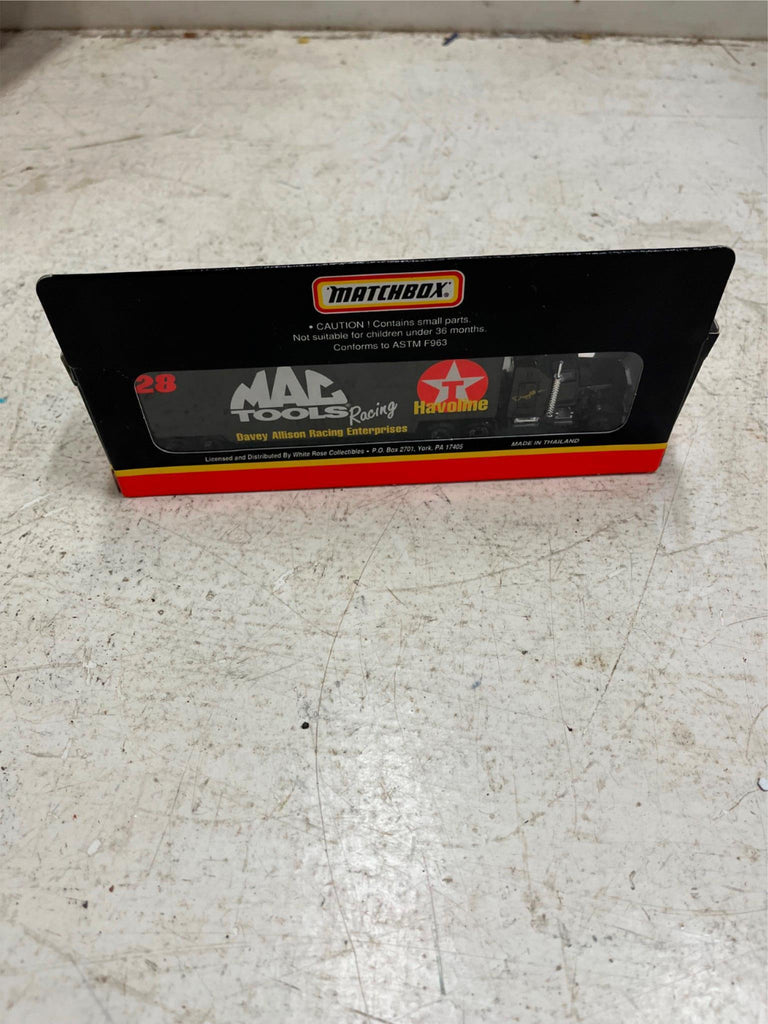 MATCHBOX®
• CAUTION ! Contains small parts.
Not suitable for children under 36 months.
Conforms to ASTM F963
28
MAC
TOOLS Racing
T
Havoline
Davey Allison Racing Enterprises
Licensed and Distributed By White Rose Collectibles • P.O. Box 2701, York, PA 17405
MADE IN THAILAND